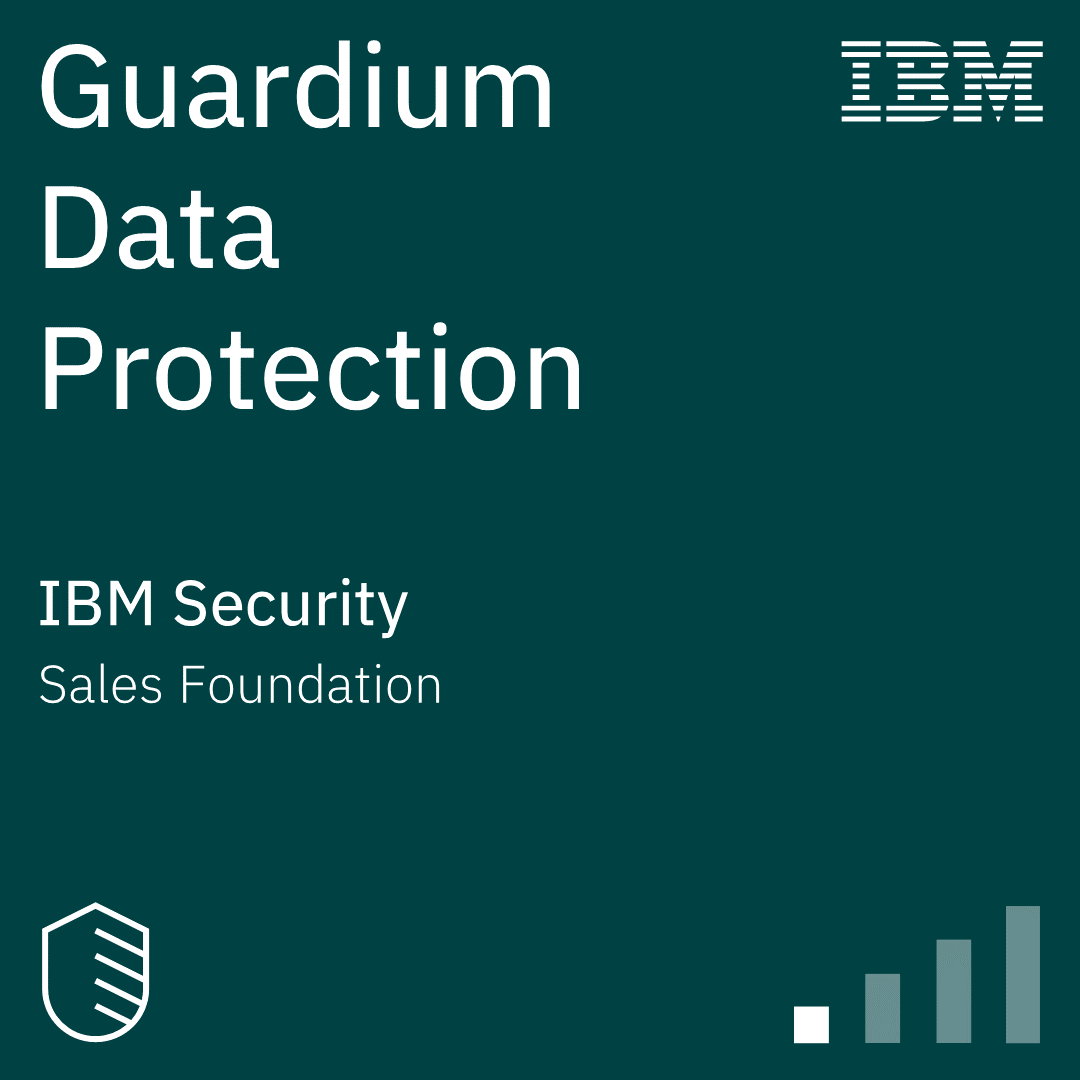 Guardium
IBM
Data
Protection
IBM Security
Sales Foundation